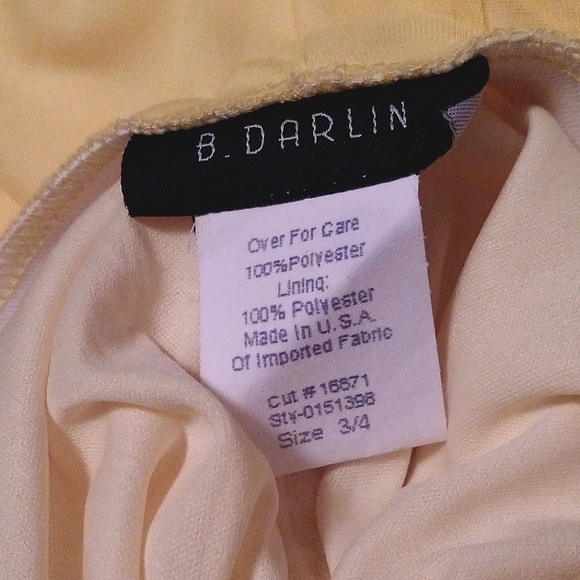 B. DARLIN
Over For Care
100% Polyester
Lining:
100% Polyester
Made In U.S.A.
Of Imported Fabric
Cut # 16871
Sty-0151398
Size 3/4